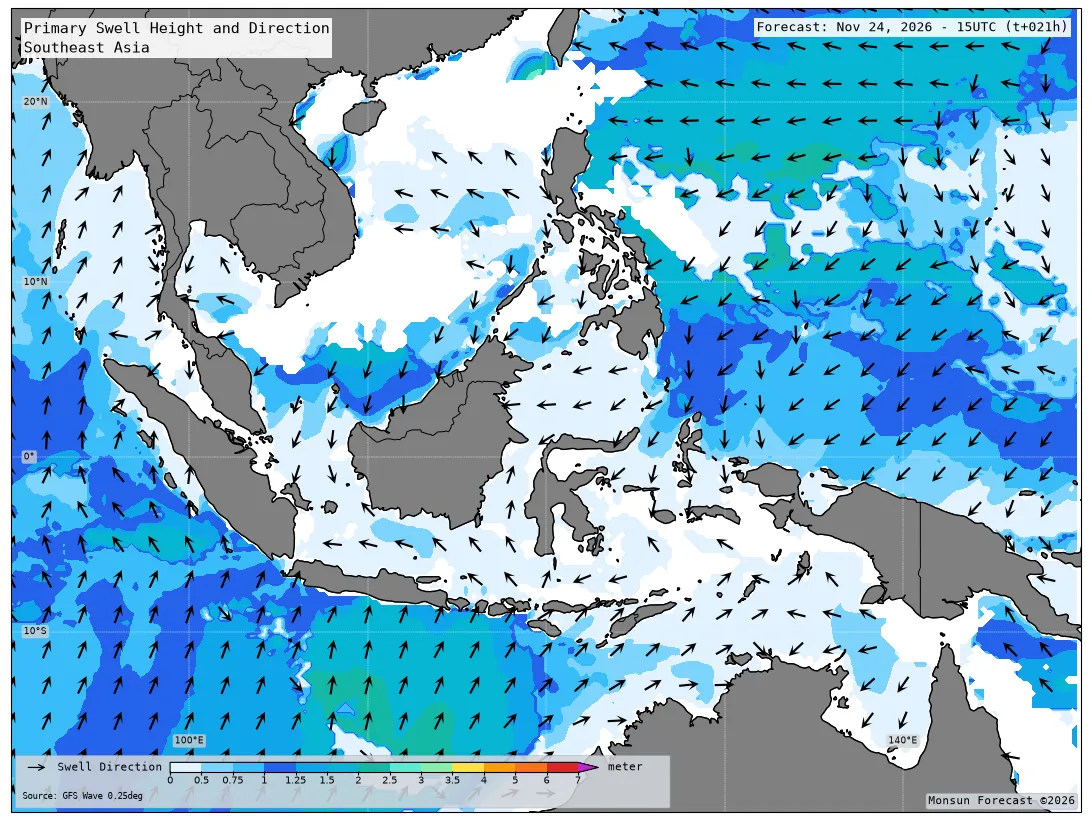 Primary Swell Height and Direction
Southeast Asia
Forecast: Nov 24, 2026 - 15UTC (t+021h)
20°N
10°N
0°
10°S
100°E
140°E
Swell Direction
meter
0 0.5 0.75 1 1.25 1.5 2 2.5 3 3.5 4 5 6 7
Source: GFS Wave 0.25deg
Monsun Forecast ©2026